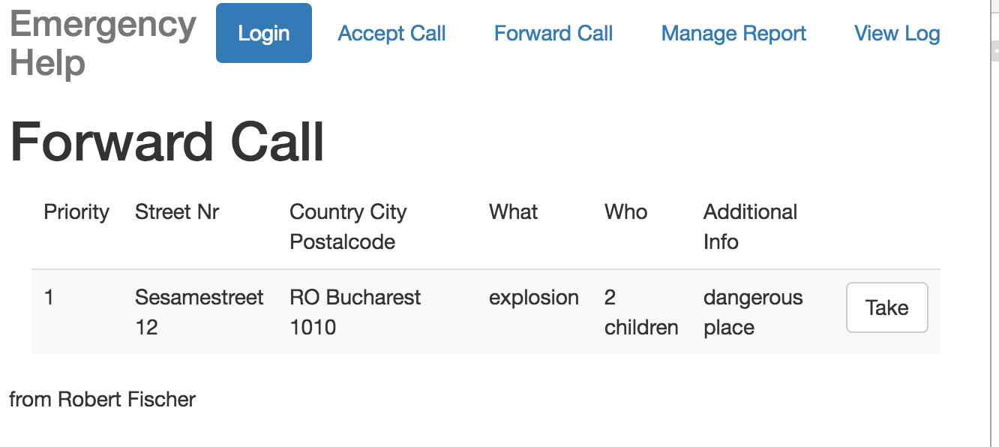 Emergency Help
Login Accept Call Forward Call Manage Report View Log
Forward Call
Priority Street Nr Country City Postalcode What Who Additional Info
1 Sesamestreet 12 RO Bucharest 1010 explosion 2 children dangerous place Take
from Robert Fischer